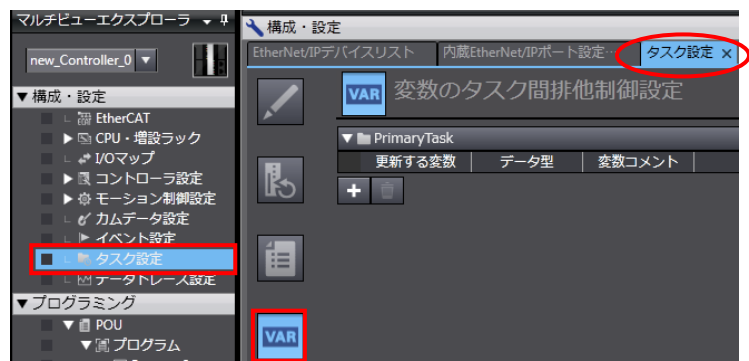 マルチビューエクスプローラ
new_Controller_0
構成・設定
EtherCAT
CPU・増設ラック
I/Oマップ
コントローラ設定
モーション制御設定
カムデータ設定
イベント設定
タスク設定
データトレース設定
プログラミング
POU
プログラム
構成・設定
EtherNet/IPデバイスリスト
内蔵EtherNet/IPポート設定…
タスク設定
VAR 変数のタスク間排他制御設定
PrimaryTask
更新する変数 データ型 変数コメント
VAR